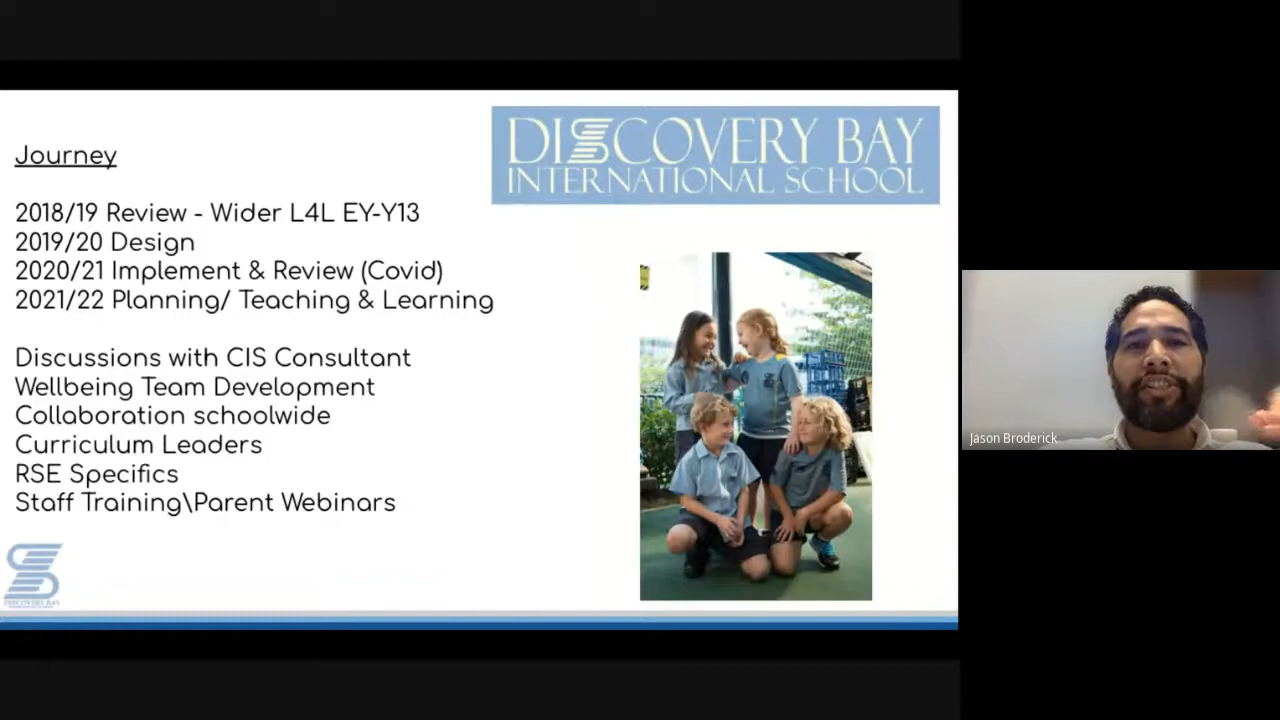 Journey
DISCOVERY BAY
INTERNATIONAL SCHOOL
2018/19 Review - Wider L4L EY-Y13
2019/20 Design
2020/21 Implement & Review (Covid)
2021/22 Planning/ Teaching & Learning
Discussions with CIS Consultant
Wellbeing Team Development
Collaboration schoolwide
Curriculum Leaders
RSE Specifics
Staff Training\Parent Webinars
DISCOVERY BAY
Jason Broderick